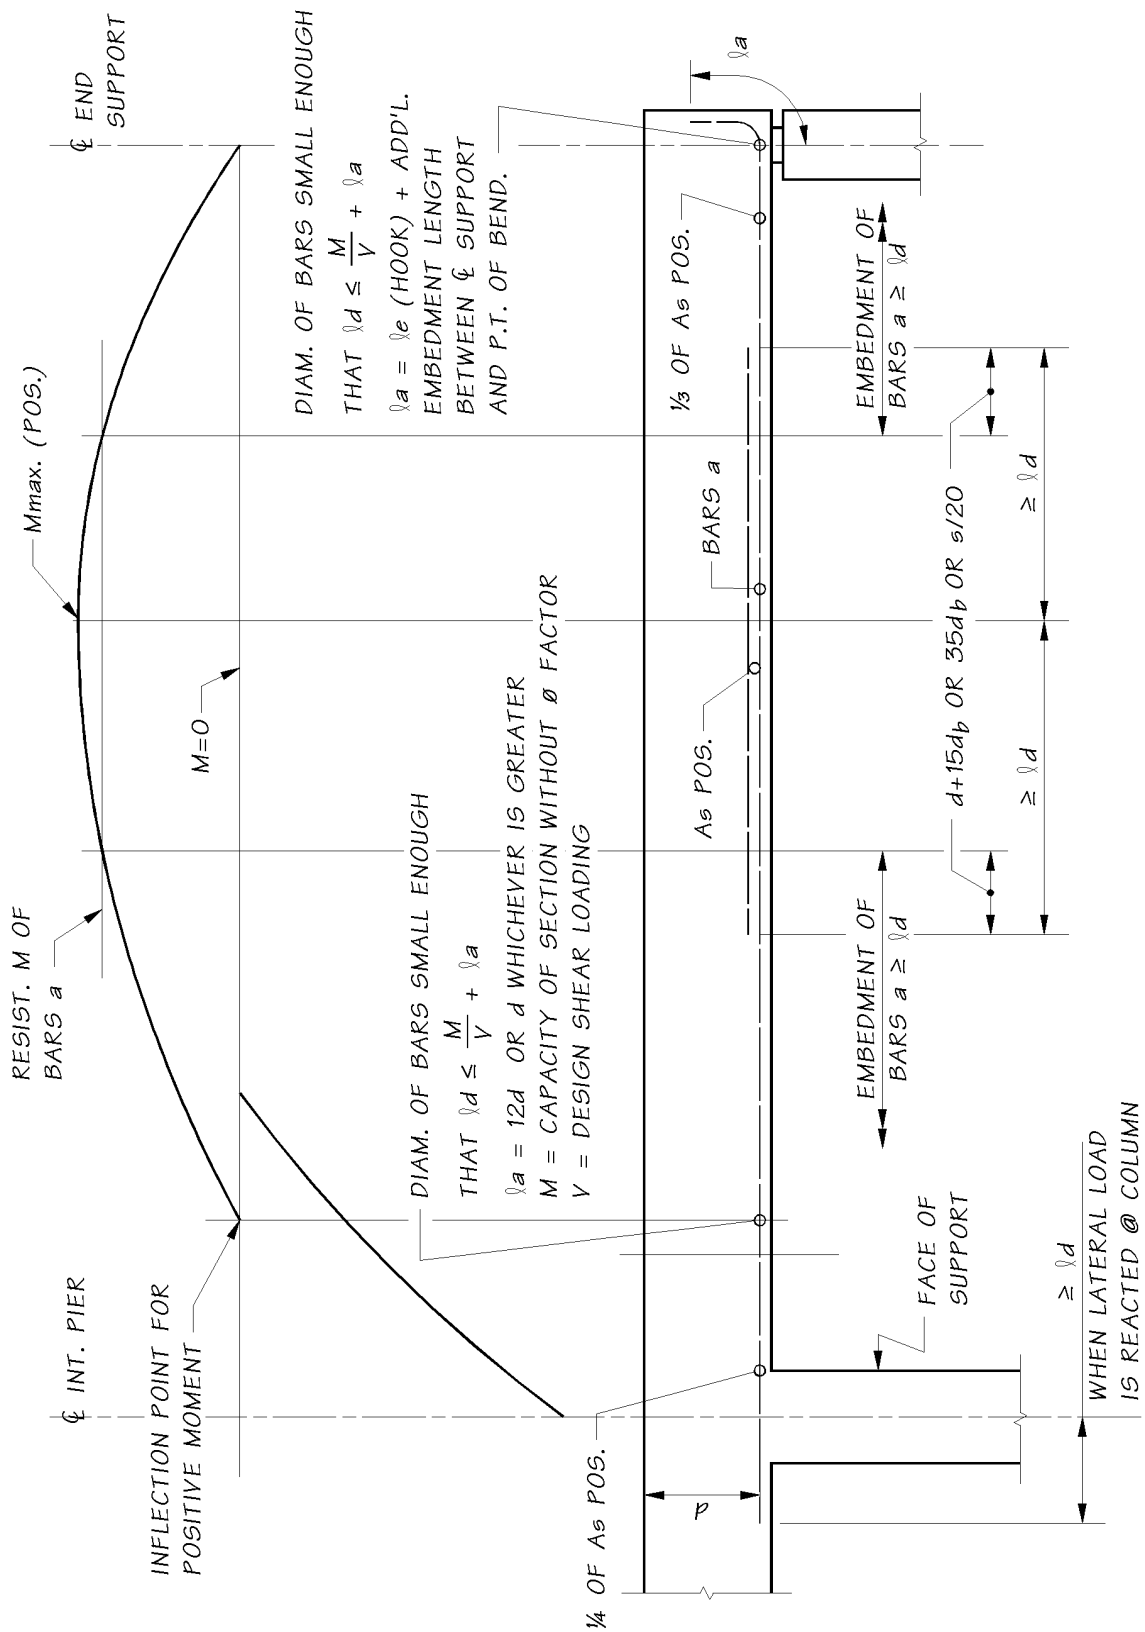 ℄ INT. PIER
INFLECTION POINT FOR
POSITIVE MOMENT
RESIST. M OF
BARS a
Mmax. (POS.)
℄ END
SUPPORT
M=0
DIAM. OF BARS SMALL ENOUGH
THAT ℓd ≤ M/V + ℓa
ℓa = ℓe (HOOK) + ADD'L.
EMBEDMENT LENGTH
BETWEEN ℄ SUPPORT
AND P.T. OF BEND.
DIAM. OF BARS SMALL ENOUGH
THAT ℓd ≤ M/V + ℓa
ℓa = 12d OR d WHICHEVER IS GREATER
M = CAPACITY OF SECTION WITHOUT ø FACTOR
V = DESIGN SHEAR LOADING
¼ OF As POS.
d
As POS.
BARS a
⅓ OF As POS.
ℓa
FACE OF
SUPPORT
EMBEDMENT OF
BARS a ≥ ℓd
EMBEDMENT OF
BARS a ≥ ℓd
d+15db OR 35db OR s/20
≥ ℓd
≥ ℓd
≥ ℓd
WHEN LATERAL LOAD
IS REACTED @ COLUMN